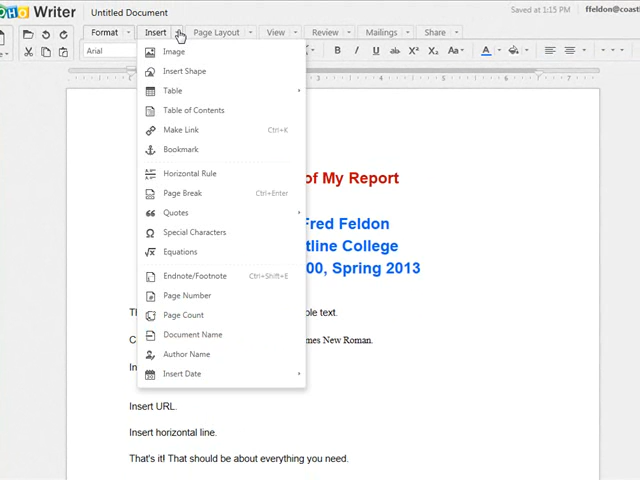 Writer
Untitled Document
Saved at 1:15 PM
ffeldon@coastl
Format
Insert
Page Layout
View
Review
Mailings
Share
Arial
B I U
A
Image
Insert Shape
Table
Table of Contents
Make Link Ctrl+K
Bookmark
Horizontal Rule
Page Break Ctrl+Enter
Quotes
Special Characters
Equations
Endnote/Footnote Ctrl+Shift+E
Page Number
Page Count
Document Name
Author Name
Insert Date
of My Report
Fred Feldon
tline College
00, Spring 2013
ple text.
mes New Roman.
In
Insert URL.
Insert horizontal line.
That's it! That should be about everything you need.